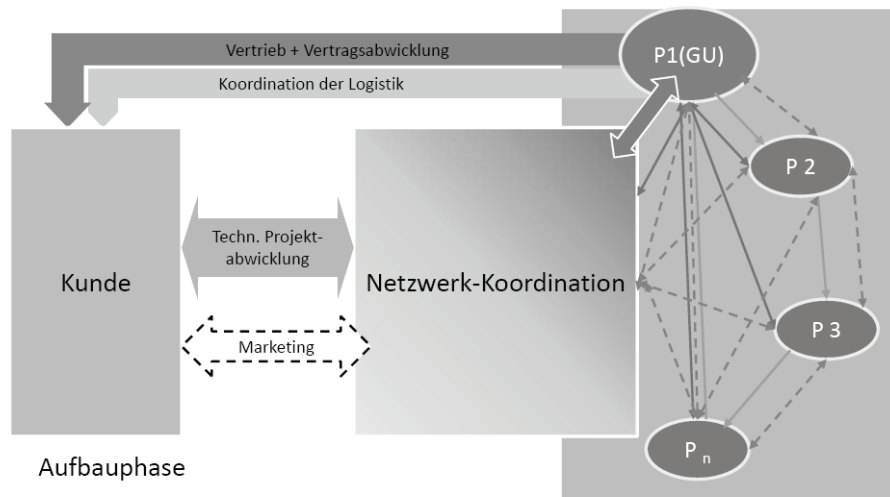 Vertrieb + Vertragsabwicklung
P1(GU)
Koordination der Logistik
P 2
Techn. Projekt-
abwicklung
Kunde
Netzwerk-Koordination
P 3
Marketing
P n
Aufbauphase